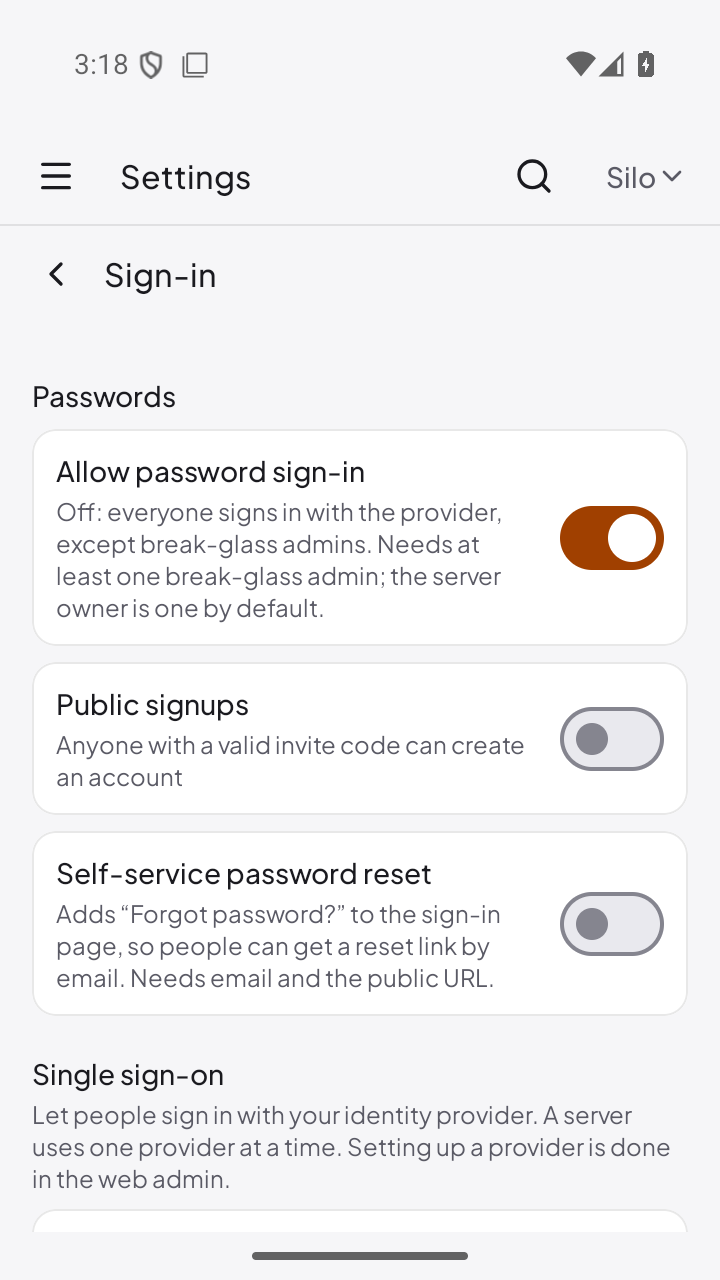 3:18
Settings
Silo
Sign-in
Passwords
Allow password sign-in
Off: everyone signs in with the provider,
except break-glass admins. Needs at
least one break-glass admin; the server
owner is one by default.
Public signups
Anyone with a valid invite code can create
an account
Self-service password reset
Adds “Forgot password?” to the sign-in
page, so people can get a reset link by
email. Needs email and the public URL.
Single sign-on
Let people sign in with your identity provider. A server
uses one provider at a time. Setting up a provider is done
in the web admin.